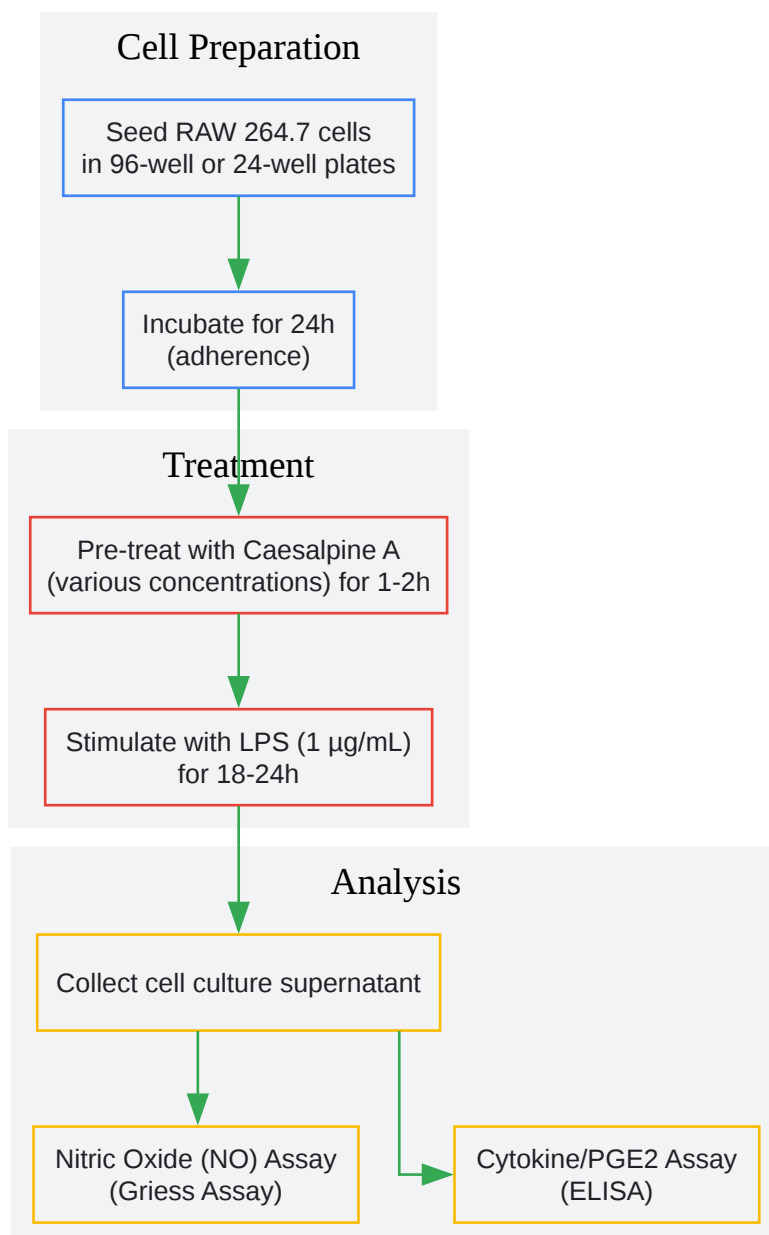 Cell Preparation
Seed RAW 264.7 cells
in 96-well or 24-well plates
Incubate for 24h
(adherence)
Treatment
Pre-treat with Caesalpine A
(various concentrations) for 1-2h
Stimulate with LPS (1 µg/mL)
for 18-24h
Analysis
Collect cell culture supernatant
Nitric Oxide (NO) Assay
(Griess Assay)
Cytokine/PGE2 Assay
(ELISA)